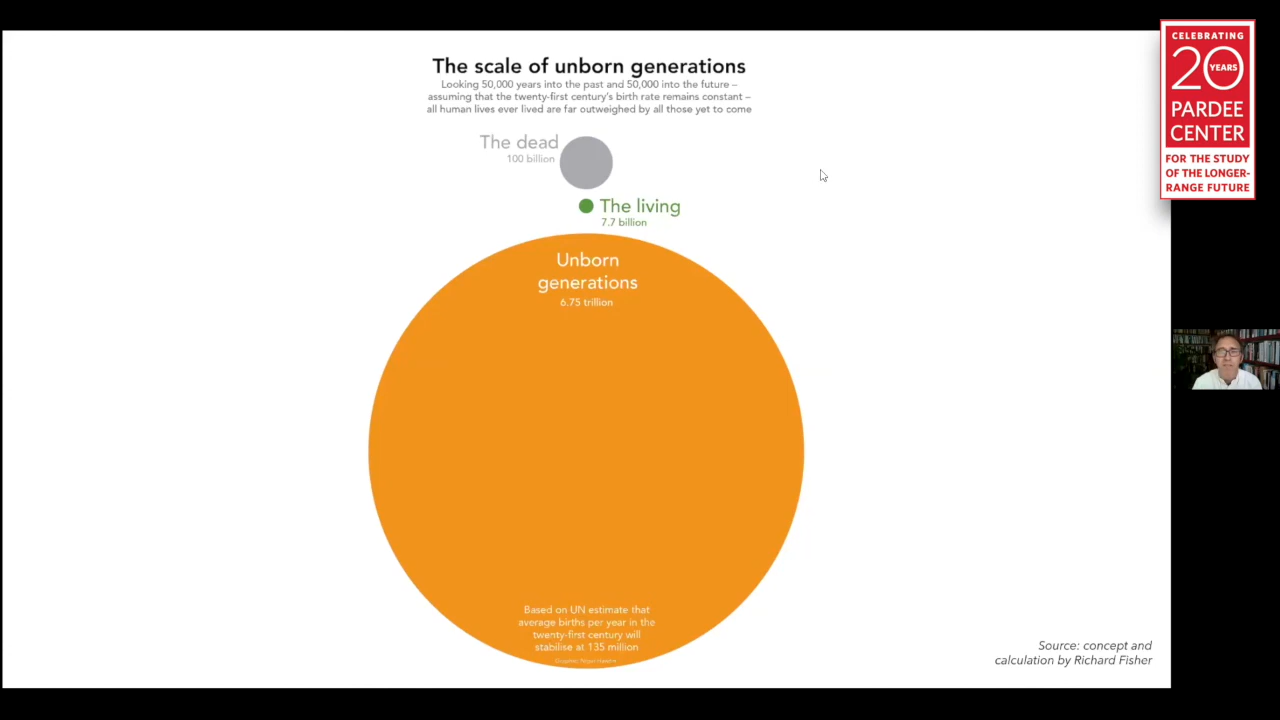 The scale of unborn generations
Looking 50,000 years into the past and 50,000 into the future –
assuming that the twenty-first century's birth rate remains constant –
all human lives ever lived are far outweighed by all those yet to come
The dead
100 billion
The living
7.7 billion
Unborn
generations
6.75 trillion
Based on UN estimate that
average births per year in the
twenty-first century will
stabilise at 135 million
Source: concept and
calculation by Richard Fisher
CELEBRATING
20 YEARS
PARDEE
CENTER
FOR THE STUDY
OF THE LONGER-
RANGE FUTURE